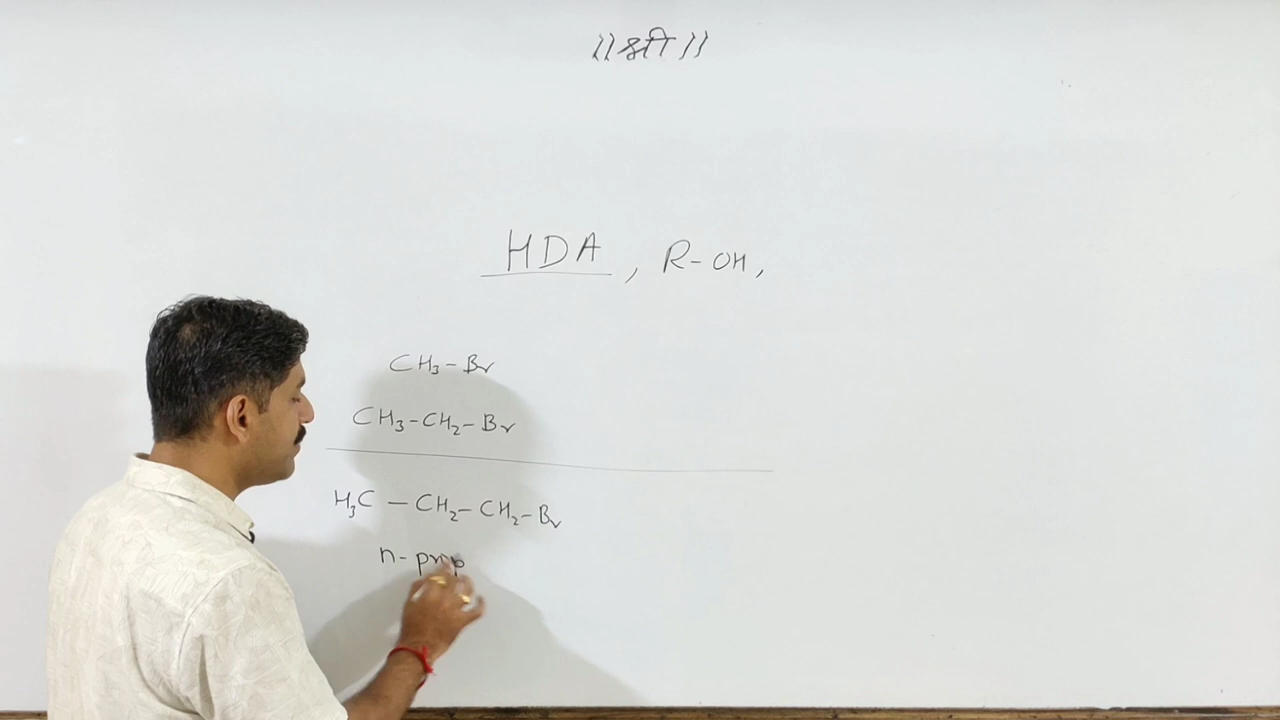 ॥श्री॥
HDA, R-OH,
CH₃-Br
CH₃-CH₂-Br
H₃C-CH₂-CH₂-Br
n-prop